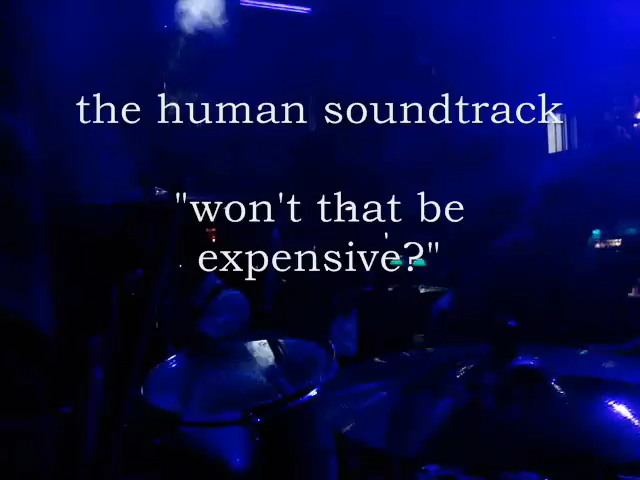 the human soundtrack
"won't that be
expensive?"